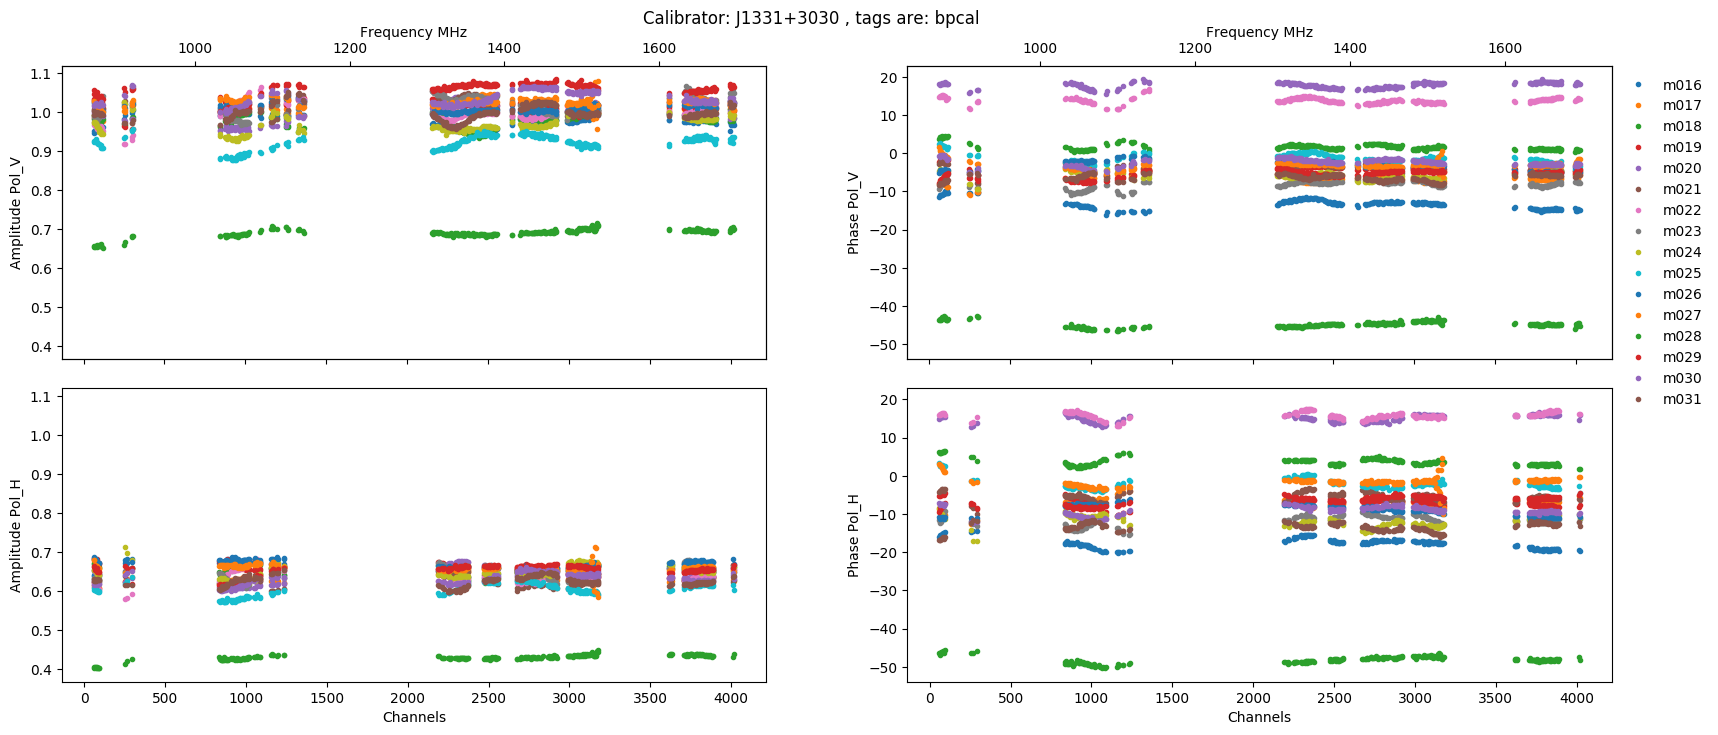 Calibrator: J1331+3030 , tags are: bpcal
Frequency MHz
1000 1200 1400 1600
Amplitude Pol_V
1.1
1.0
0.9
0.8
0.7
0.6
0.5
0.4
Frequency MHz
1000 1200 1400 1600
Phase Pol_V
20
10
0
−10
−20
−30
−40
−50
Amplitude Pol_H
1.1
1.0
0.9
0.8
0.7
0.6
0.5
0.4
0 500 1000 1500 2000 2500 3000 3500 4000
Channels
Phase Pol_H
20
10
0
−10
−20
−30
−40
−50
0 500 1000 1500 2000 2500 3000 3500 4000
Channels
m016
m017
m018
m019
m020
m021
m022
m023
m024
m025
m026
m027
m028
m029
m030
m031